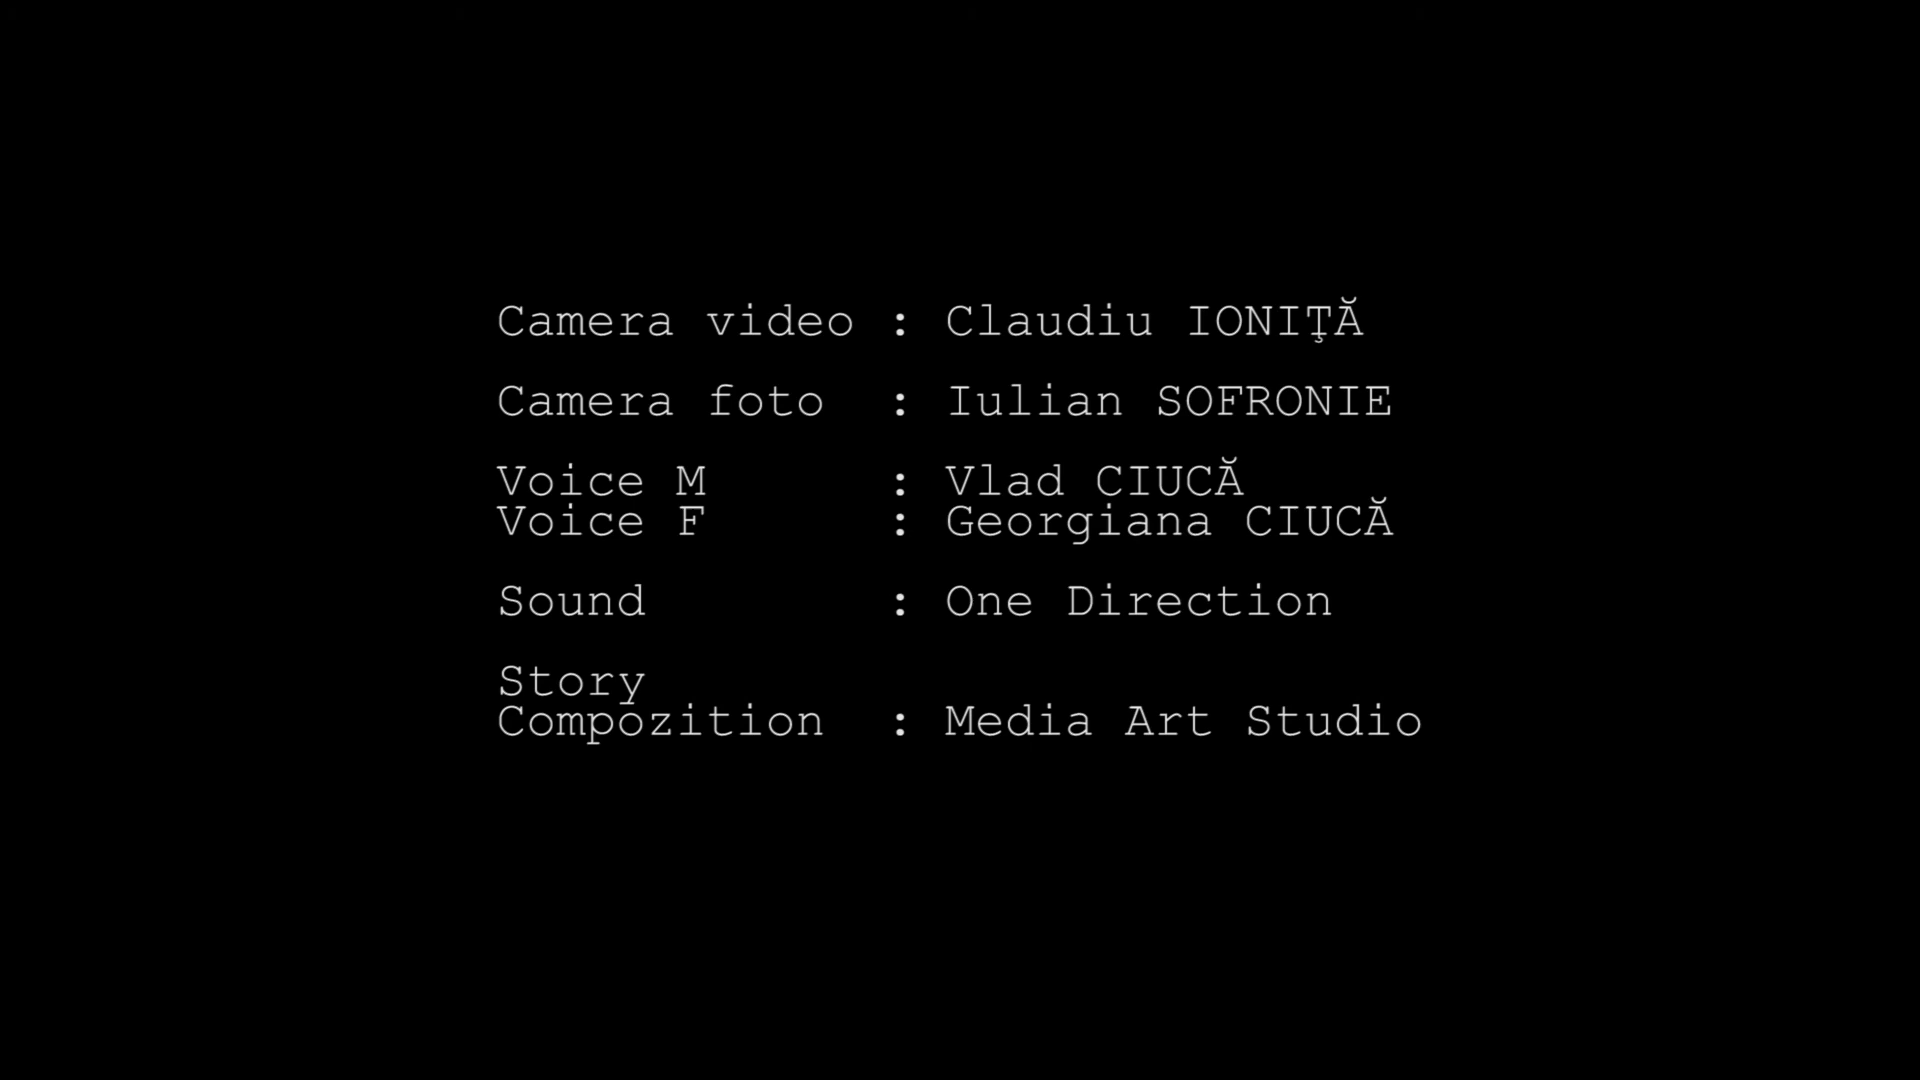 Camera video : Claudiu IONIŢĂ
Camera foto : Iulian SOFRONIE
Voice M : Vlad CIUCĂ
Voice F : Georgiana CIUCĂ
Sound : One Direction
Story
Compozition : Media Art Studio